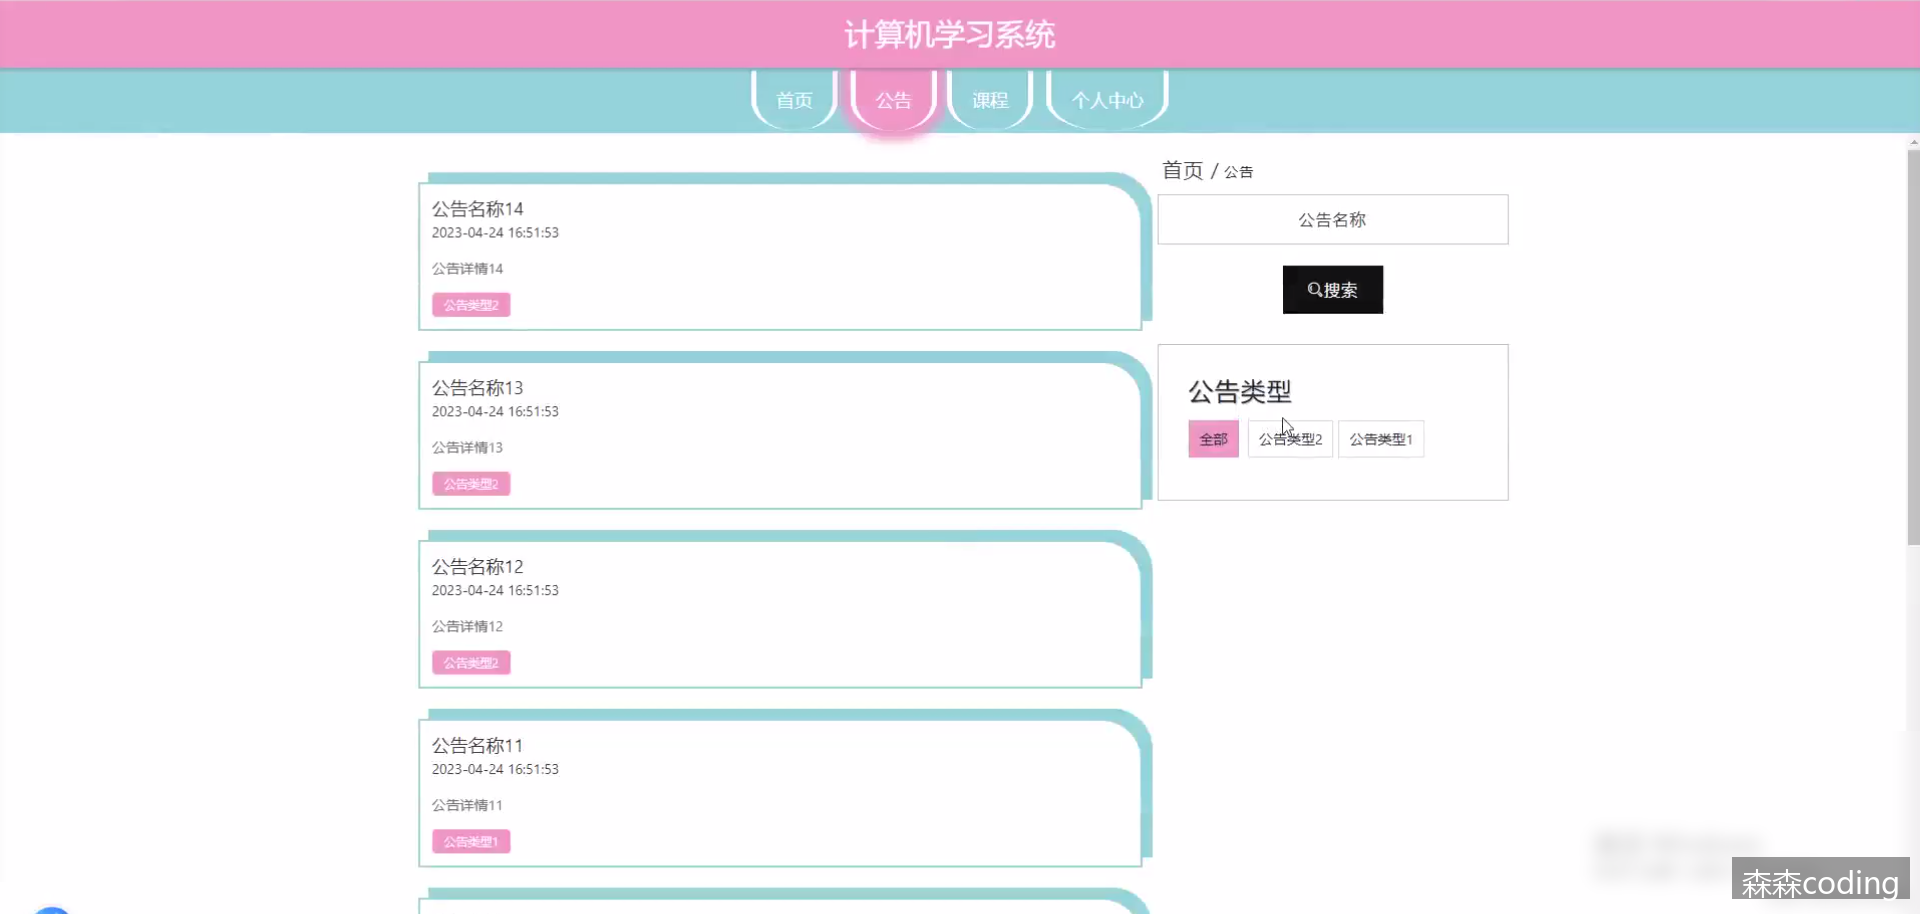 计算机学习系统
首页
公告
课程
个人中心
首页 / 公告
公告名称
搜索
公告类型
全部
公告类型2
公告类型1
公告名称14
2023-04-24 16:51:53
公告详情14
公告类型2
公告名称13
2023-04-24 16:51:53
公告详情13
公告类型2
公告名称12
2023-04-24 16:51:53
公告详情12
公告类型2
公告名称11
2023-04-24 16:51:53
公告详情11
公告类型1
森森coding